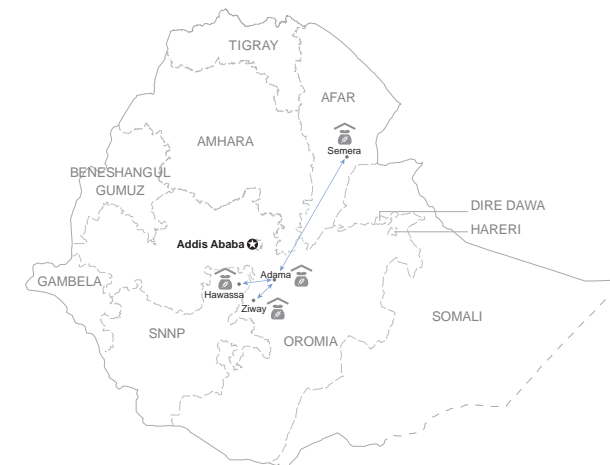 TIGRAY
AFAR
AMHARA
Semera
BENESHANGUL
GUMUZ
DIRE DAWA
HARERI
Addis Ababa
Adama
GAMBELA
Hawassa
Ziway
SOMALI
SNNP
OROMIA